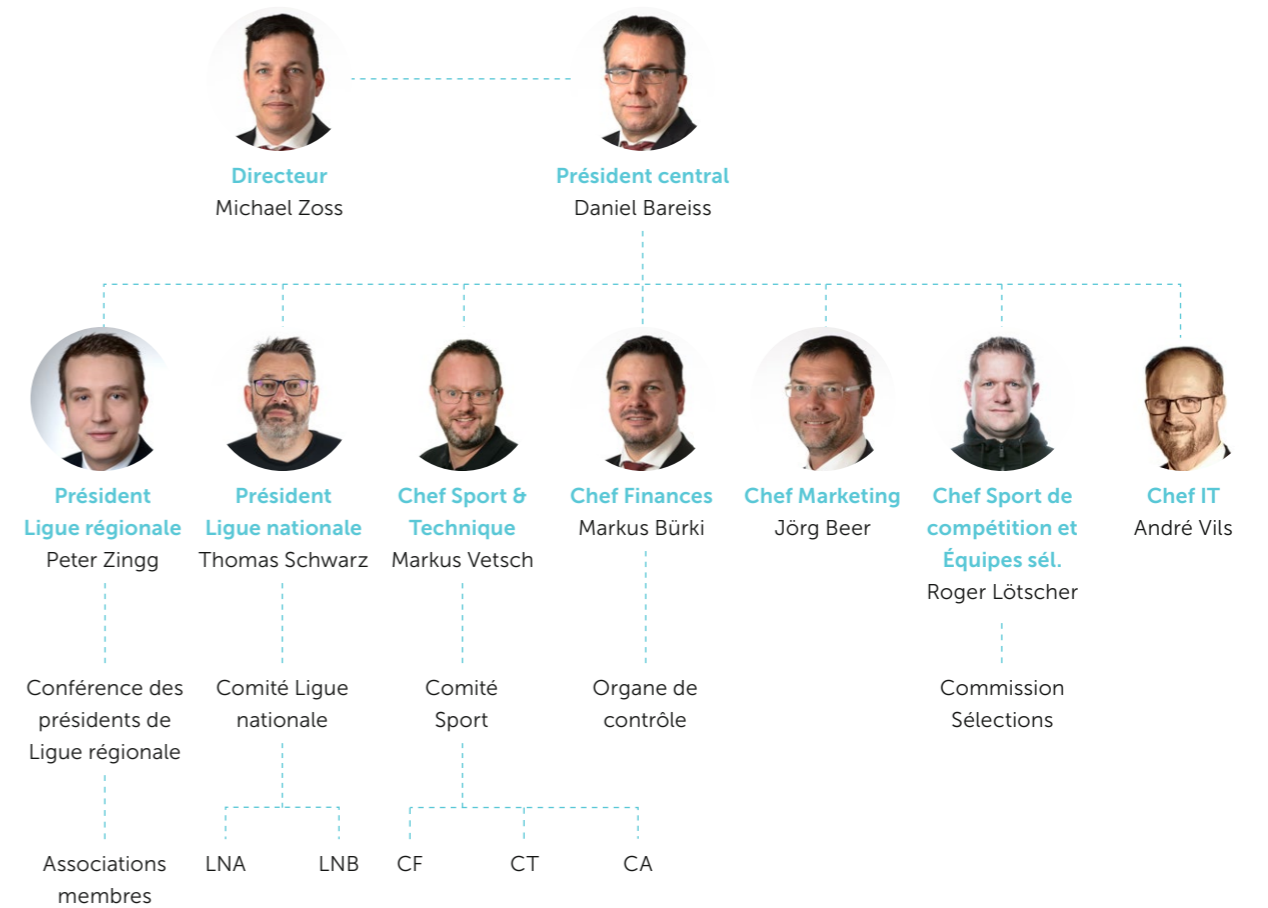 Directeur
Michael Zoss
Président central
Daniel Bareiss
Président
Ligue régionale
Peter Zingg
Président
Ligue nationale
Thomas Schwarz
Chef Sport &
Technique
Markus Vetsch
Chef Finances
Markus Bürki
Chef Marketing
Jörg Beer
Chef Sport de
compétition et
Équipes sél.
Roger Lötscher
Chef IT
André Vils
Conférence des
présidents de
Ligue régionale
Comité Ligue
nationale
Comité
Sport
Organe de
contrôle
Commission
Sélections
Associations
membres
LNA
LNB
CF
CT
CA